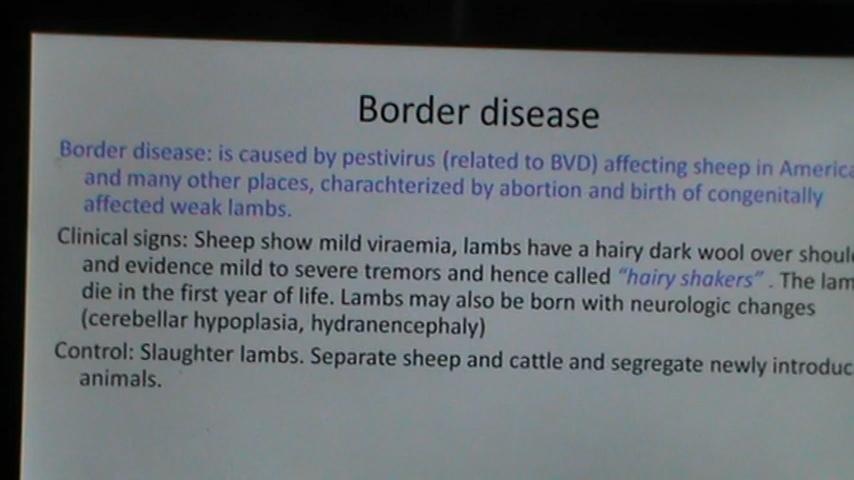 Border disease
Border disease: is caused by pestivirus (related to BVD) affecting sheep in America
and many other places, charachterized by abortion and birth of congenitally
affected weak lambs.
Clinical signs: Sheep show mild viraemia, lambs have a hairy dark wool over
and evidence mild to severe tremors and hence called “hairy shakers” . The
die in the first year of life. Lambs may also be born with neurologic changes
(cerebellar hypoplasia, hydranencephaly)
Control: Slaughter lambs. Separate sheep and cattle and segregate newly
animals.